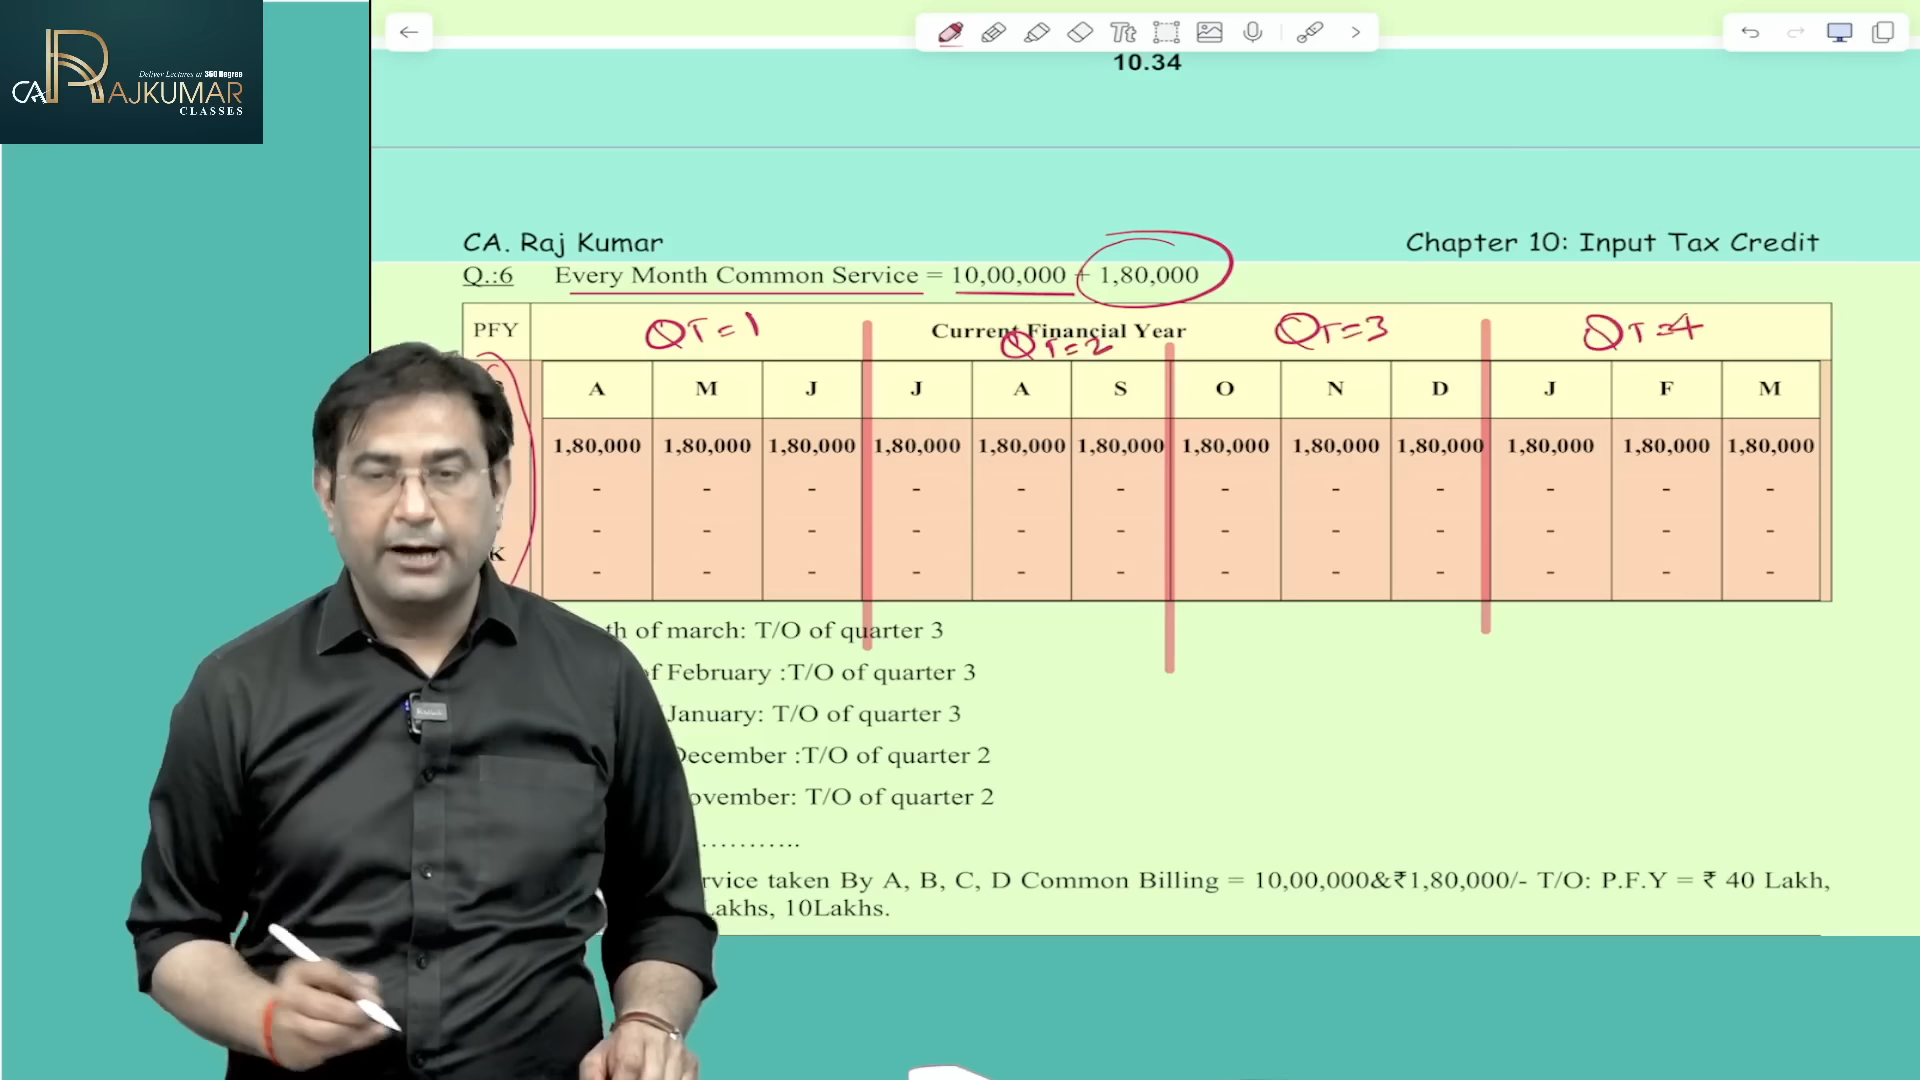 Deliver Lectures at 360 Degree
CA RAJKUMAR
CLASSES
10.34
CA. Raj Kumar
Chapter 10: Input Tax Credit
Q.:6 Every Month Common Service = 10,00,000 + 1,80,000
PFY Current Financial Year
QT=1 QT=2 QT=3 QT=4
A M J J A S O N D J F M
1,80,000 1,80,000 1,80,000 1,80,000 1,80,000 1,80,000 1,80,000 1,80,000 1,80,000 1,80,000 1,80,000 1,80,000
- - - - - - - - - - - -
- - - - - - - - - - - -
K
- - - - - - - - - - - -
of march: T/O of quarter 3
of February :T/O of quarter 3
January: T/O of quarter 3
December :T/O of quarter 2
ovember: T/O of quarter 2
………..
taken By A, B, C, D Common Billing = 10,00,000&₹1,80,000/- T/O: P.F.Y = ₹ 40 Lakh,
Lakhs, 10Lakhs.